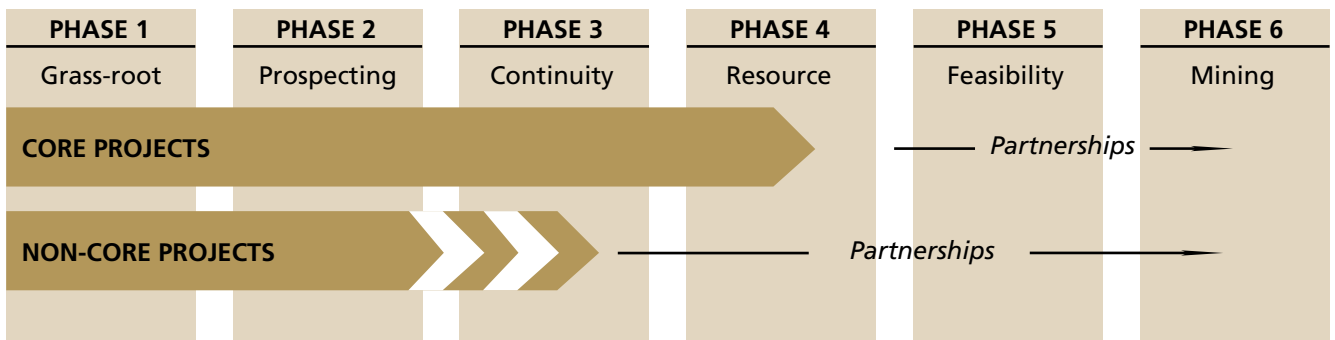 PHASE 1 PHASE 2 PHASE 3 PHASE 4 PHASE 5 PHASE 6
Grass-root Prospecting Continuity Resource Feasibility Mining
CORE PROJECTS Partnerships
NON-CORE PROJECTS Partnerships